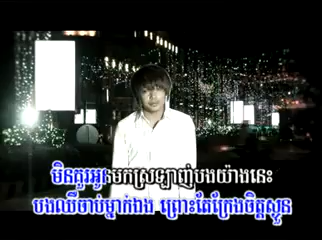 មិនគួរអូនមកស្រឡាញ់បងយ៉ាងនេះ
បងឈឺចាប់ម្នាក់ឯង ព្រោះតែក្រែងចិត្តស្នួន